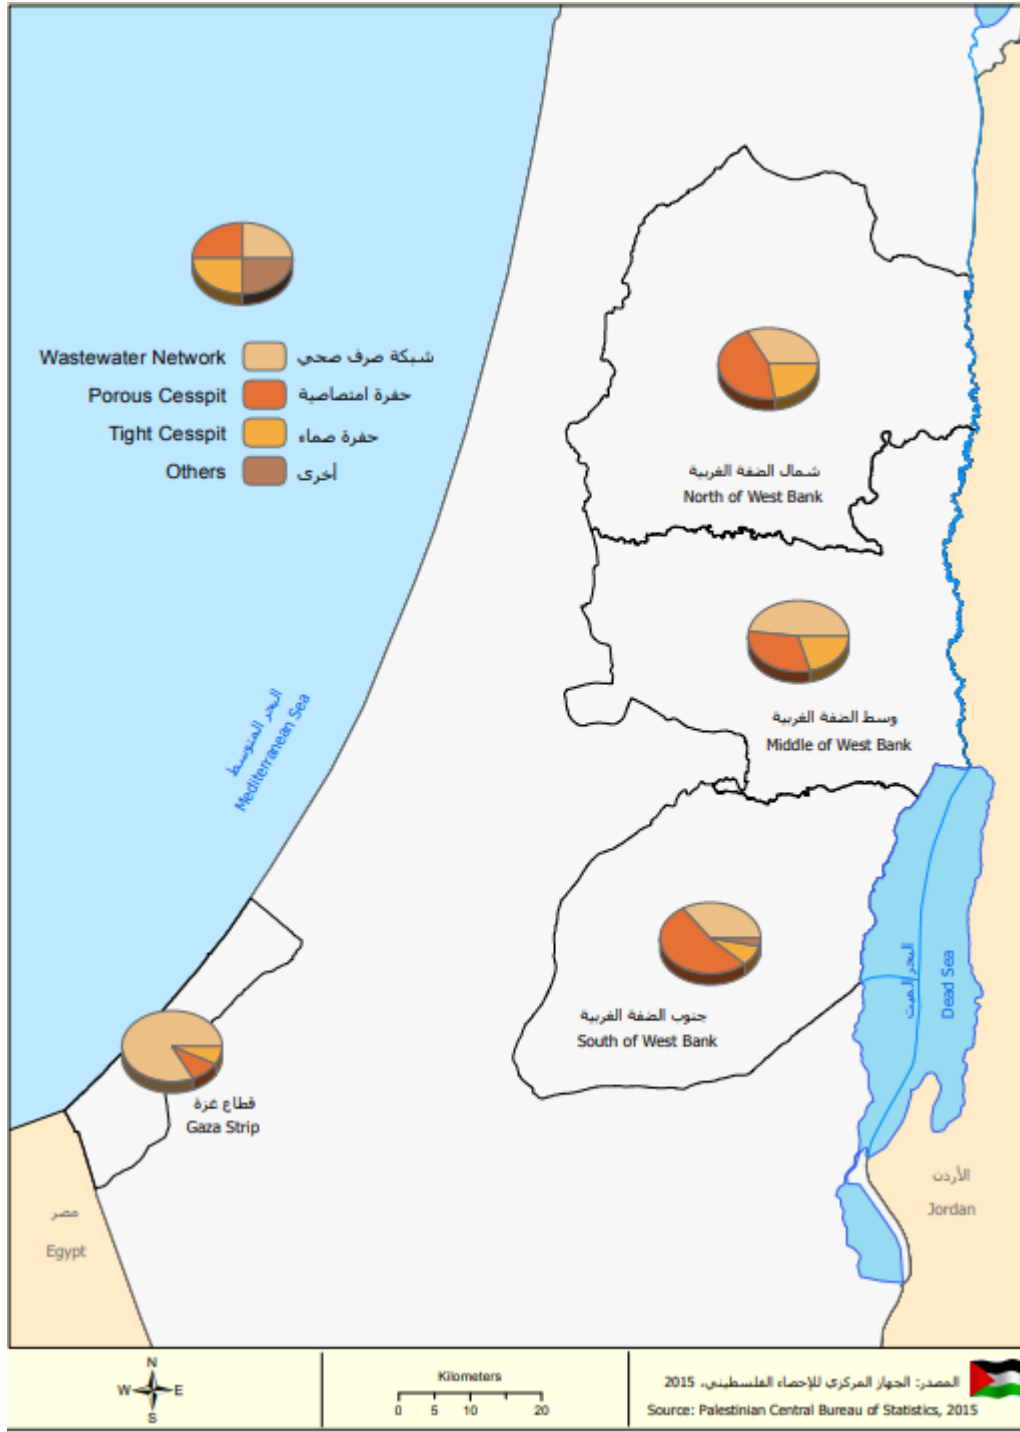 Wastewater Network شبكة صرف صحي
Porous Cesspit حفرة امتصاصية
Tight Cesspit حفرة صماء
Others أخرى
شمال الضفة الغربية
North of West Bank
وسط الضفة الغربية
Middle of West Bank
البحر المتوسط
Mediterranean Sea
البحر الميت
Dead Sea
جنوب الضفة الغربية
South of West Bank
قطاع غزة
Gaza Strip
مصر
Egypt
الأردن
Jordan
N
W E
S
Kilometers
0 5 10 20
المصدر: الجهاز المركزي للإحصاء الفلسطيني، 2015
Source: Palestinian Central Bureau of Statistics, 2015